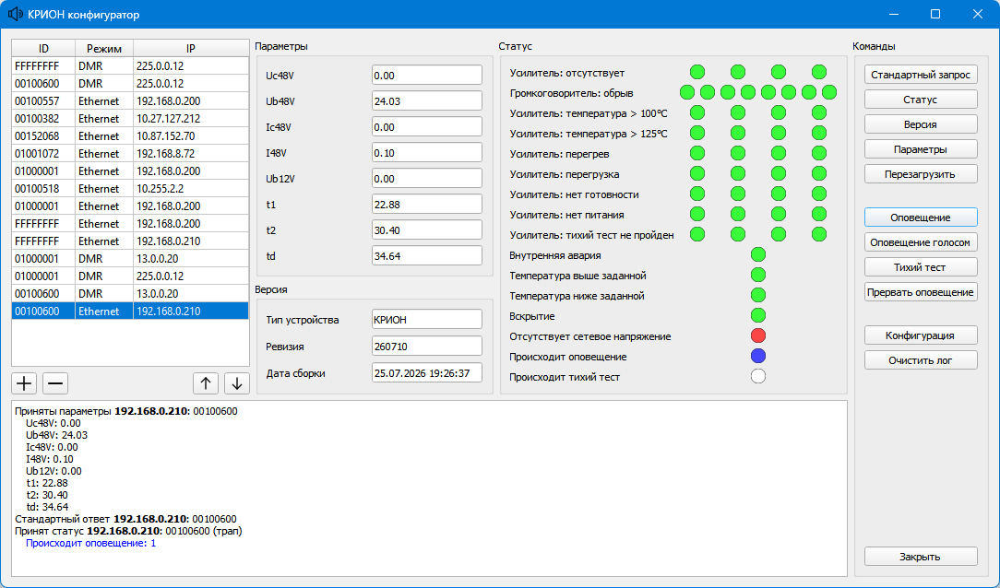 КРИОН конфигуратор
ID Режим IP
FFFFFFFF DMR 225.0.0.12
00100600 DMR 225.0.0.12
00100557 Ethernet 192.168.0.200
00100382 Ethernet 10.27.127.212
00152068 Ethernet 10.87.152.70
01001072 Ethernet 192.168.8.72
01000001 Ethernet 192.168.0.200
00100518 Ethernet 10.255.2.2
01000001 Ethernet 192.168.0.200
FFFFFFFF Ethernet 192.168.0.200
FFFFFFFF Ethernet 192.168.0.210
01000001 DMR 13.0.0.20
01000001 DMR 225.0.0.12
00100600 DMR 13.0.0.20
00100600 Ethernet 192.168.0.210
Параметры
Uc48V 0.00
Ub48V 24.03
Ic48V 0.00
I48V 0.10
Ub12V 0.00
t1 22.88
t2 30.40
td 34.64
Версия
Тип устройства КРИОН
Ревизия 260710
Дата сборки 25.07.2026 19:26:37
Статус
Усилитель: отсутствует
Громкоговоритель: обрыв
Усилитель: температура > 100°C
Усилитель: температура > 125°C
Усилитель: перегрев
Усилитель: перегрузка
Усилитель: нет готовности
Усилитель: нет питания
Усилитель: тихий тест не пройден
Внутренняя авария
Температура выше заданной
Температура ниже заданной
Вскрытие
Отсутствует сетевое напряжение
Происходит оповещение
Происходит тихий тест
Команды
Стандартный запрос
Статус
Версия
Параметры
Перезагрузить
Оповещение
Оповещение голосом
Тихий тест
Прервать оповещение
Конфигурация
Очистить лог
Закрыть
Приняты параметры 192.168.0.210: 00100600
Uc48V: 0.00
Ub48V: 24.03
Ic48V: 0.00
I48V: 0.10
Ub12V: 0.00
t1: 22.88
t2: 30.40
td: 34.64
Стандартный ответ 192.168.0.210: 00100600
Принят статус 192.168.0.210: 00100600 (трап)
Происходит оповещение: 1